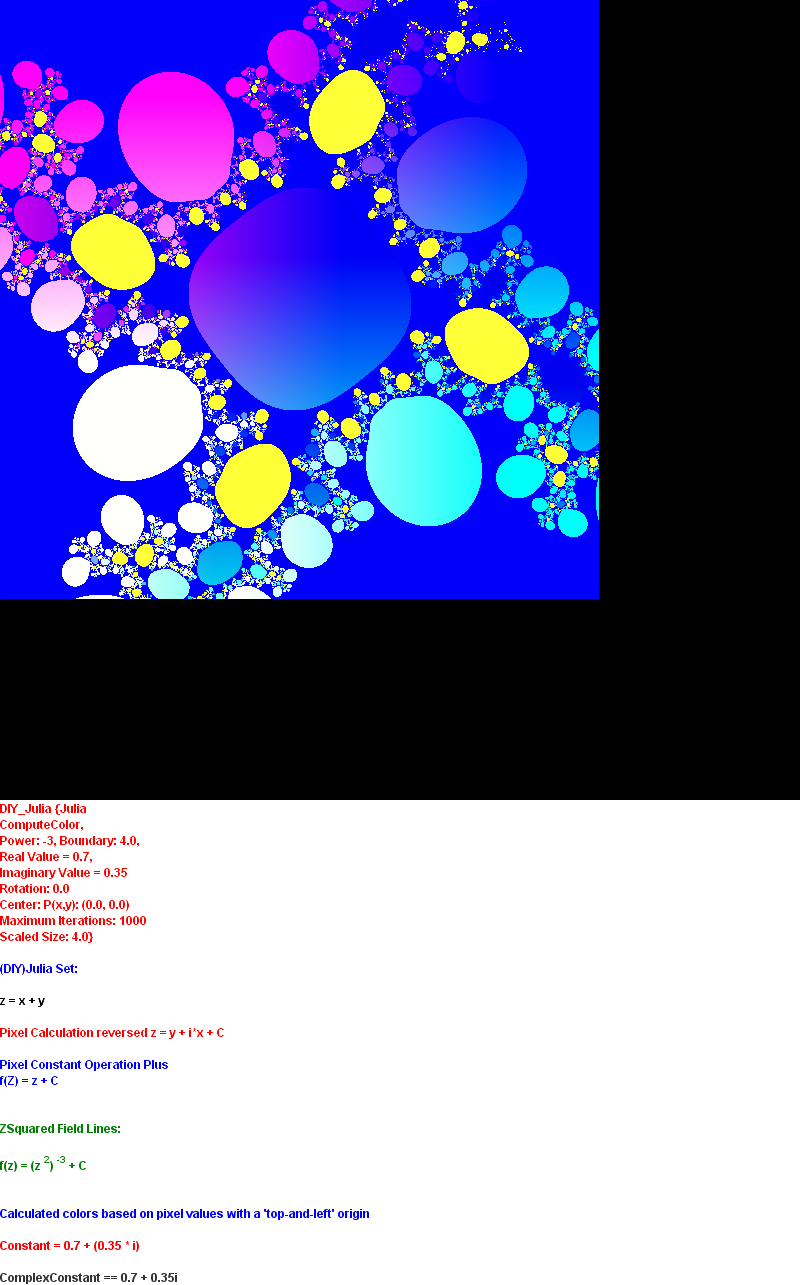 DIY_Julia {Julia
ComputeColor,
Power: -3, Boundary: 4.0,
Real Value = 0.7,
Imaginary Value = 0.35
Rotation: 0.0
Center: P(x,y): (0.0, 0.0)
Maximum Iterations: 1000
Scaled Size: 4.0}
(DIY)Julia Set:
z = x + y
Pixel Calculation reversed z = y + i*x + C
Pixel Constant Operation Plus
f(Z) = z + C
ZSquared Field Lines:
f(z) = (z 2) -3 + C
Calculated colors based on pixel values with a 'top-and-left' origin
Constant = 0.7 + (0.35 * i)
ComplexConstant == 0.7 + 0.35i